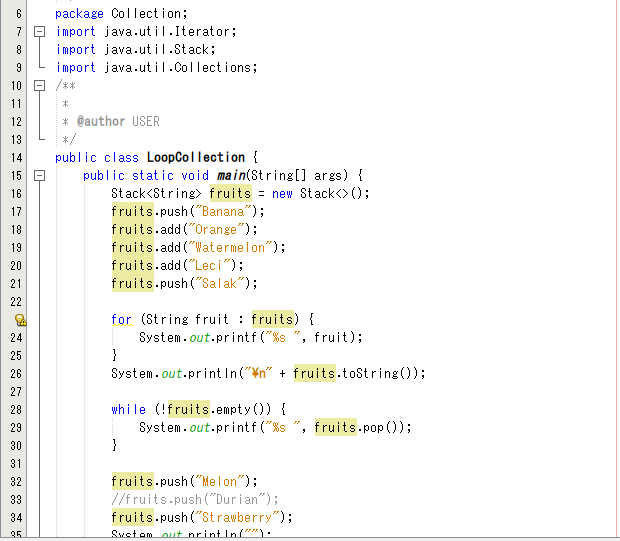 6 package Collection;
7 import java.util.Iterator;
8 import java.util.Stack;
9 import java.util.Collections;
10 /**
11 *
12 * @author USER
13 */
14 public class LoopCollection {
15 public static void main(String[] args) {
16 Stack<String> fruits = new Stack<>();
17 fruits.push("Banana");
18 fruits.add("Orange");
19 fruits.add("Watermelon");
20 fruits.add("Leci");
21 fruits.push("Salak");
22
for (String fruit : fruits) {
24 System.out.printf("%s ", fruit);
25 }
26 System.out.println("¥n" + fruits.toString());
27
28 while (!fruits.empty()) {
29 System.out.printf("%s ", fruits.pop());
30 }
31
32 fruits.push("Melon");
33 //fruits.push("Durian");
34 fruits.push("Strawberry");
35 System.out.println("");